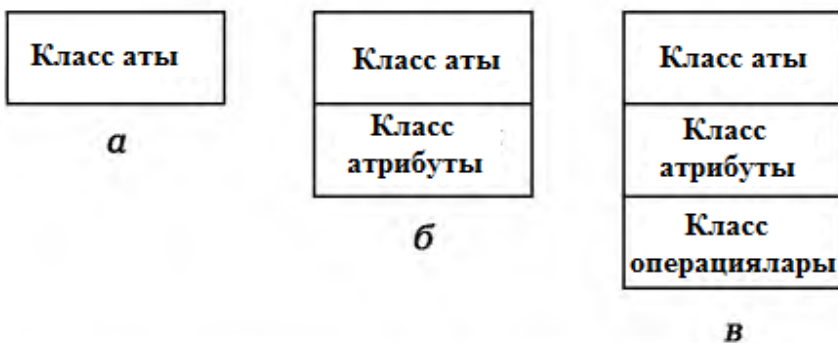 Класс аты
а
Класс аты
Класс
атрибуты
б
Класс аты
Класс
атрибуты
Класс
операциялары
в